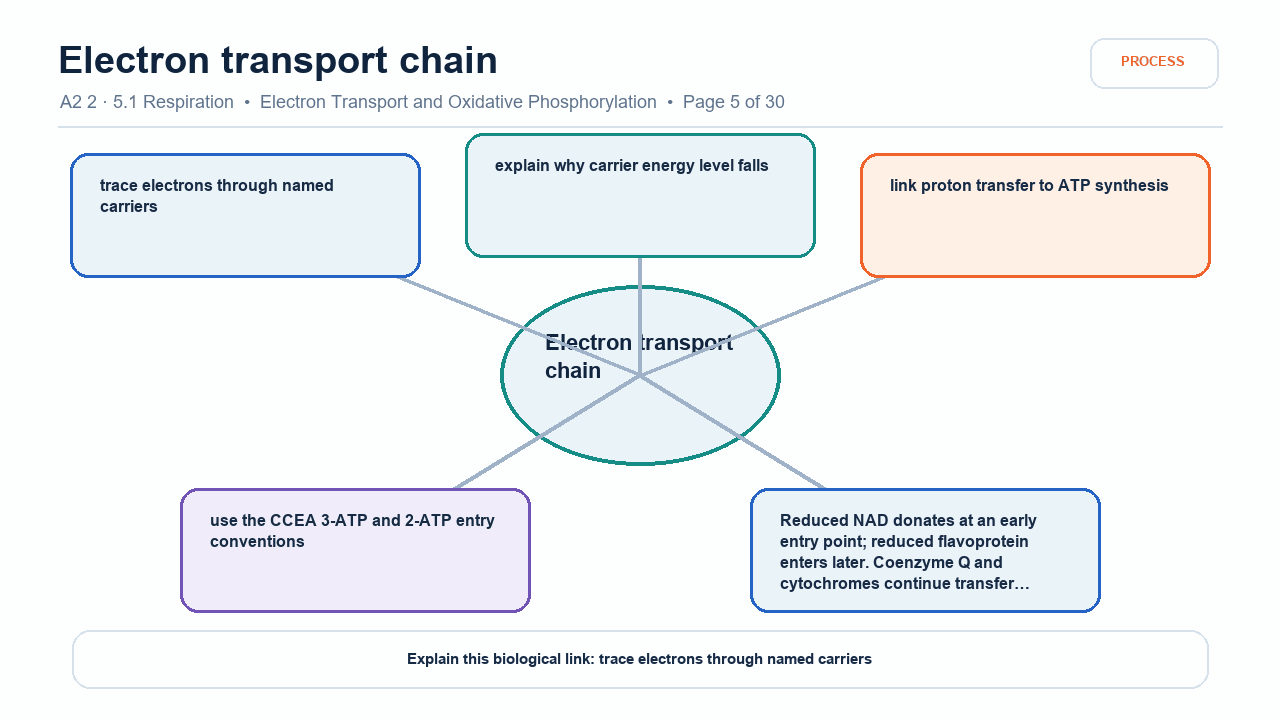 Electron transport chain
PROCESS
A2 2 · 5.1 Respiration • Electron Transport and Oxidative Phosphorylation • Page 5 of 30
trace electrons through named
carriers
explain why carrier energy level falls
link proton transfer to ATP synthesis
Electron transport
chain
use the CCEA 3-ATP and 2-ATP entry
conventions
Reduced NAD donates at an early
entry point; reduced flavoprotein
enters later. Coenzyme Q and
cytochromes continue transfer…
Explain this biological link: trace electrons through named carriers